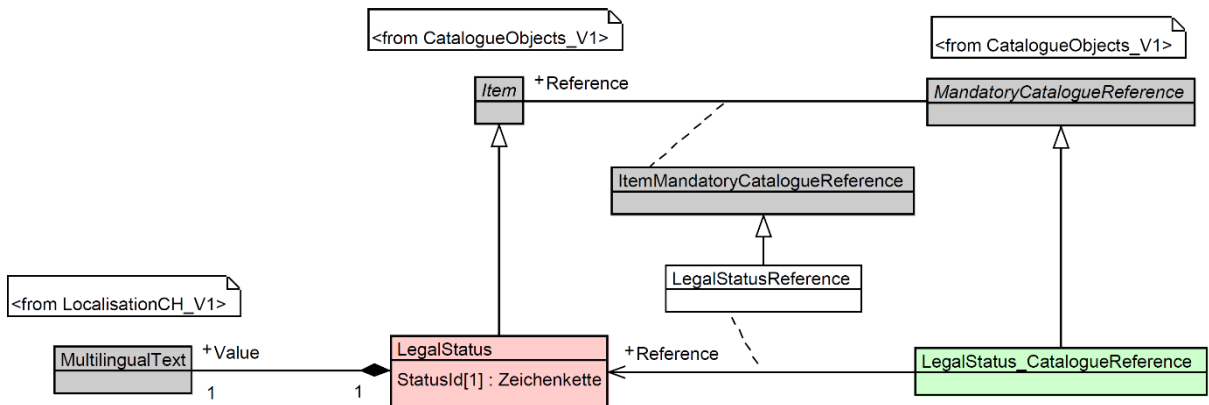 <from CatalogueObjects_V1>
<from CatalogueObjects_V1>
Item
+Reference
MandatoryCatalogueReference
ItemMandatoryCatalogueReference
LegalStatusReference
<from LocalisationCH_V1>
MultilingualText
+Value
1
1
LegalStatus
StatusId[1] : Zeichenkette
+Reference
LegalStatus_CatalogueReference